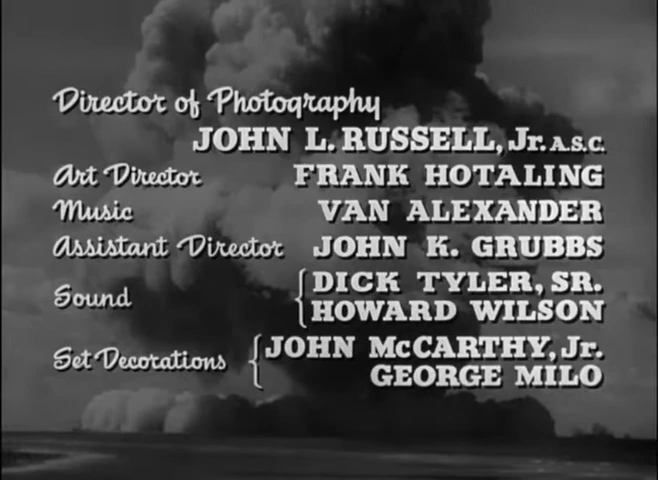 Director of Photography
JOHN L. RUSSELL, Jr. A.S.C.
Art Director FRANK HOTALING
Music VAN ALEXANDER
Assistant Director JOHN K. GRUBBS
Sound DICK TYLER, SR.
HOWARD WILSON
Set Decorations JOHN McCARTHY, Jr.
GEORGE MILO